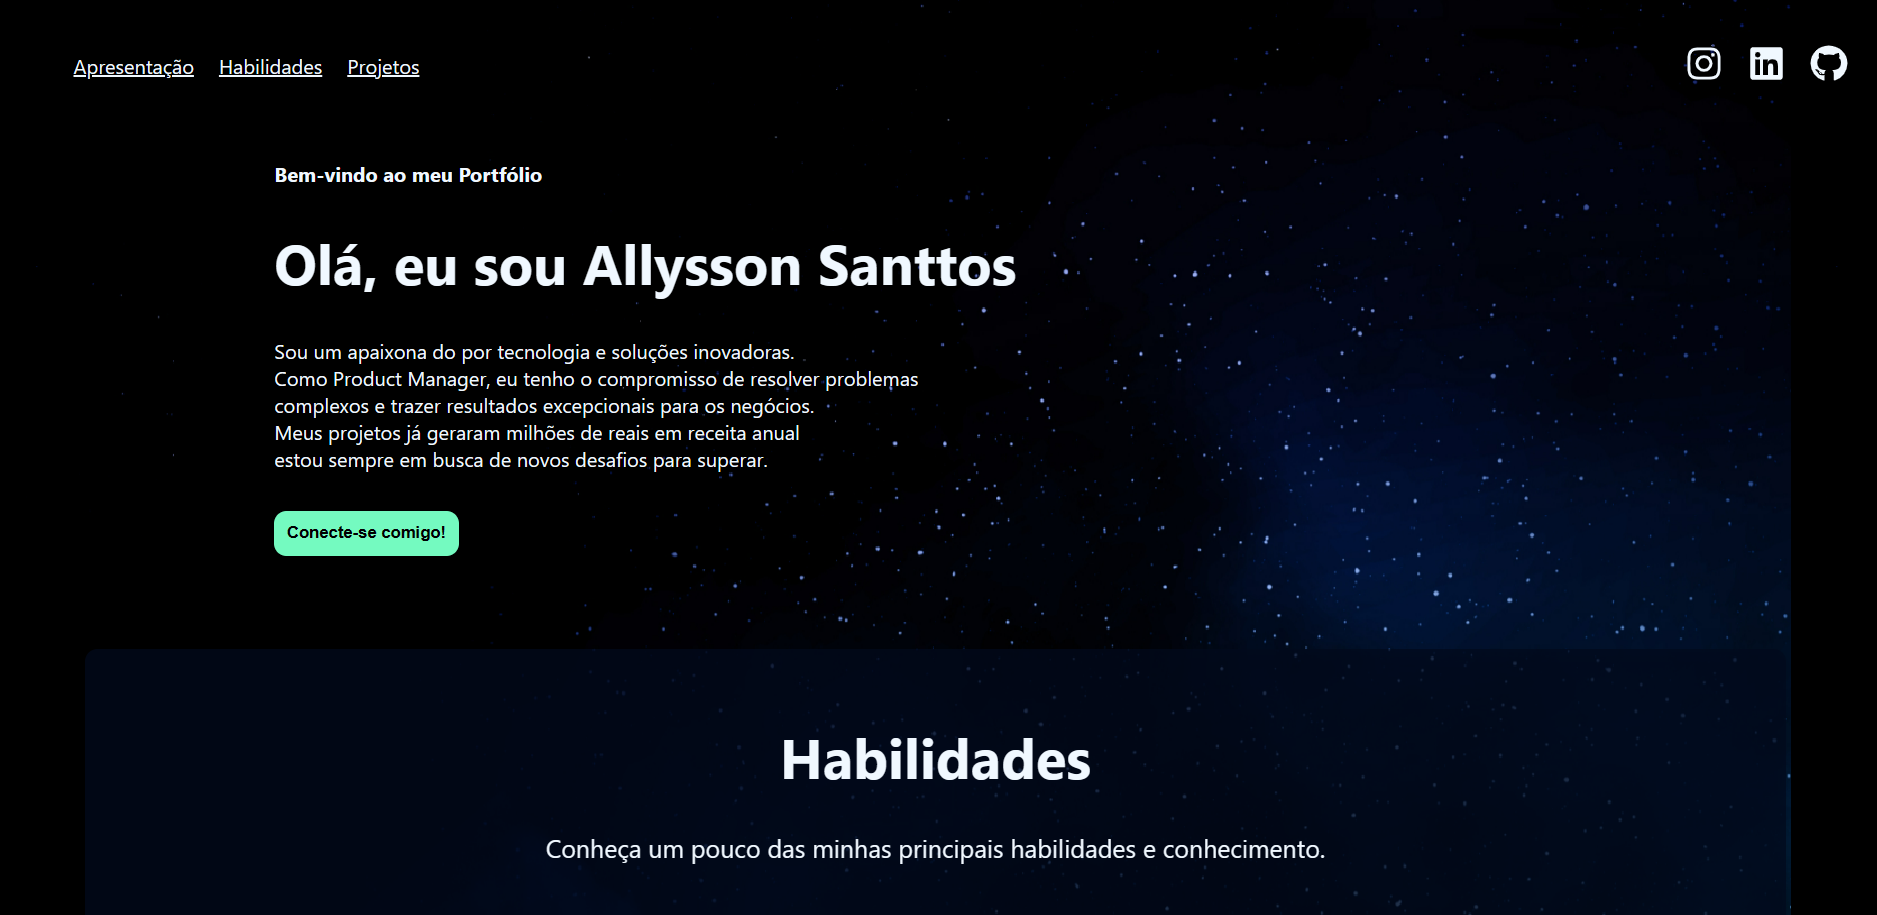 Apresentação Habilidades Projetos
Bem-vindo ao meu Portfólio
Olá, eu sou Allysson Santtos
Sou um apaixona do por tecnologia e soluções inovadoras.
Como Product Manager, eu tenho o compromisso de resolver problemas
complexos e trazer resultados excepcionais para os negócios.
Meus projetos já geraram milhões de reais em receita anual
estou sempre em busca de novos desafios para superar.
Conecte-se comigo!
Habilidades
Conheça um pouco das minhas principais habilidades e conhecimento.